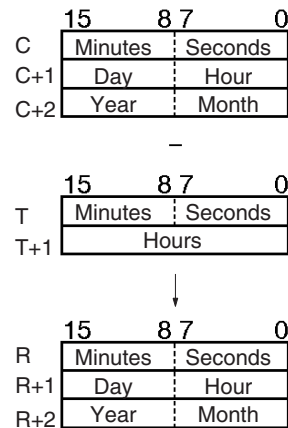 15 8 7 0
C Minutes Seconds
C+1 Day Hour
C+2 Year Month
–
15 8 7 0
T Minutes Seconds
T+1 Hours
15 8 7 0
R Minutes Seconds
R+1 Day Hour
R+2 Year Month